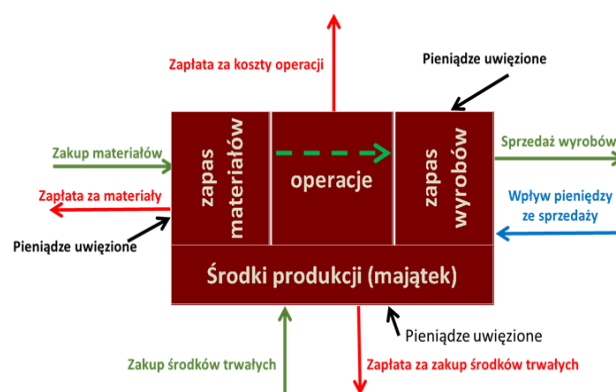 Zapłata za koszty operacji
Pieniądze uwięzione
Zakup materiałów
zapas
materiałów
operacje
zapas
wyrobów
Sprzedaż wyrobów
Zapłata za materiały
Wpływ pieniędzy
ze sprzedaży
Pieniądze uwięzione
Środki produkcji (majątek)
Pieniądze uwięzione
Zakup środków trwałych
Zapłata za zakup środków trwałych